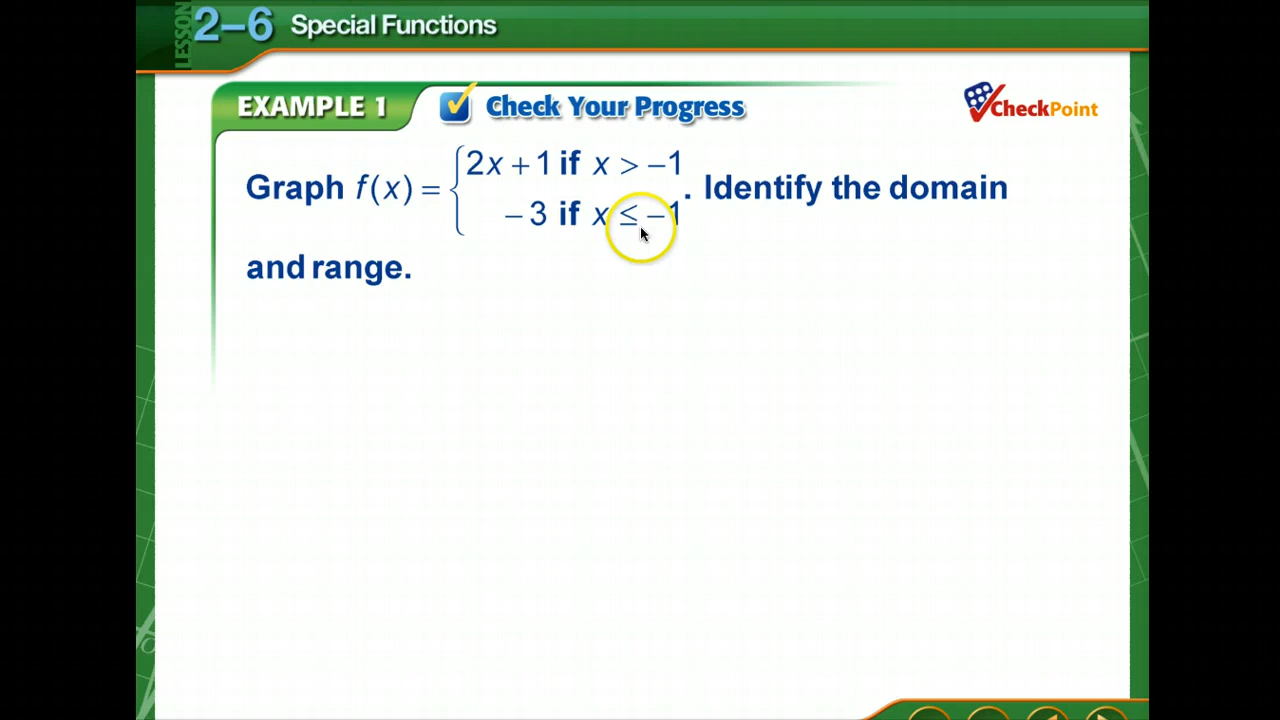 LESSON 2–6 Special Functions
EXAMPLE 1 Check Your Progress CheckPoint
2x + 1 if x > −1
Graph f(x) = { . Identify the domain
− 3 if x ≤ −1
and range.